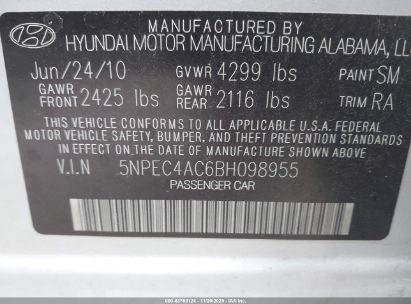 MANUFACTURED BY
HYUNDAI MOTOR MANUFACTURING ALABAMA, LL
Jun/24/10 GVWR 4299 lbs PAINT SM
GAWR FRONT 2425 lbs GAWR REAR 2116 lbs TRIM RA
THIS VEHICLE CONFORMS TO ALL APPLICABLE U.S.A. FEDERAL
MOTOR VEHICLE SAFETY, BUMPER, AND THEFT PREVENTION STANDARDS
IN EFFECT ON THE DATE OF MANUFACTURE SHOWN ABOVE.
V.I.N 5NPEC4AC6BH098955
PASSENGER CAR